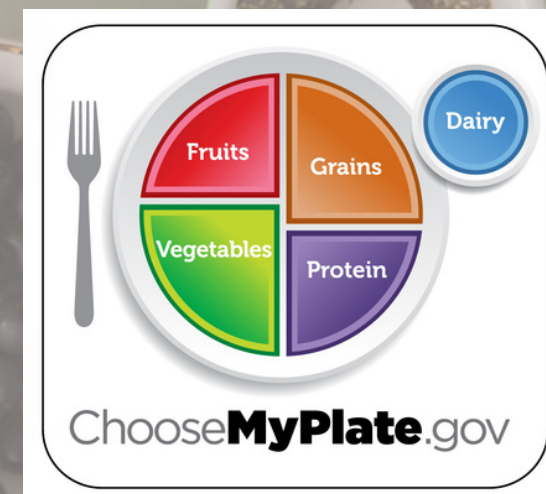 Dairy
Fruits
Grains
Vegetables
Protein
ChooseMyPlate.gov